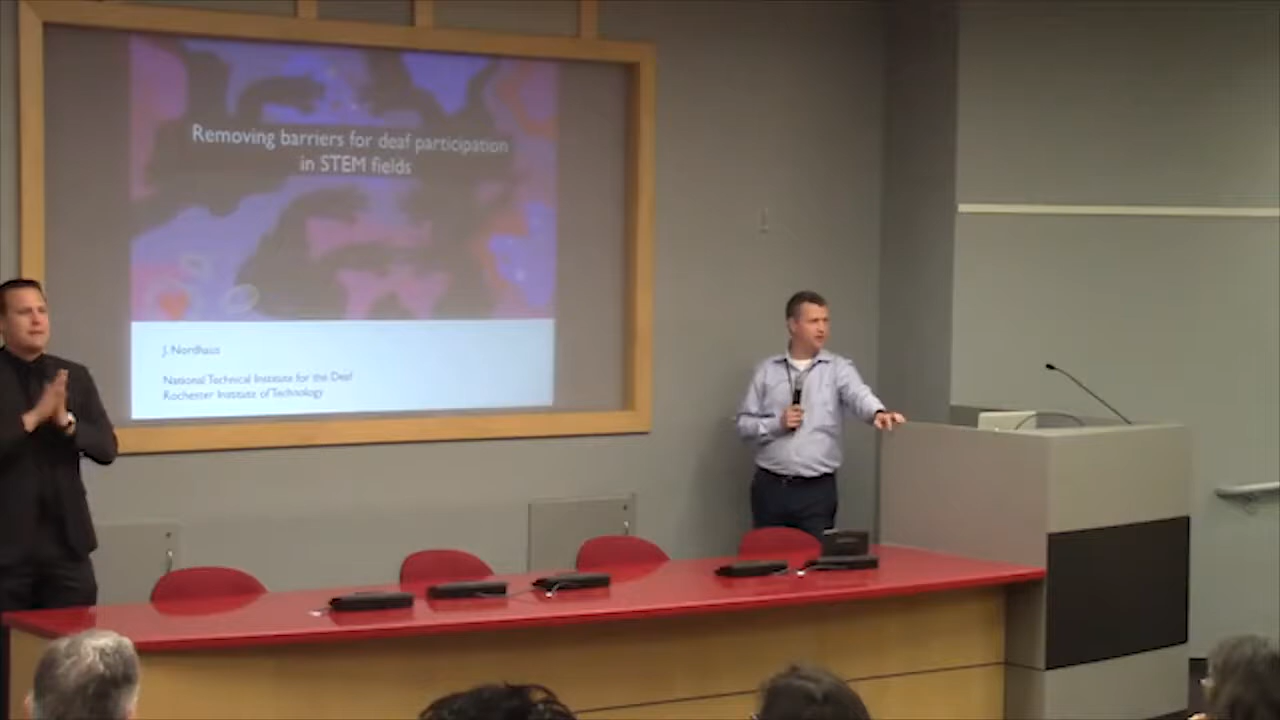 Removing barriers for deaf participation
in STEM fields
J. Nordhaus
National Technical Institute for the Deaf
Rochester Institute of Technology